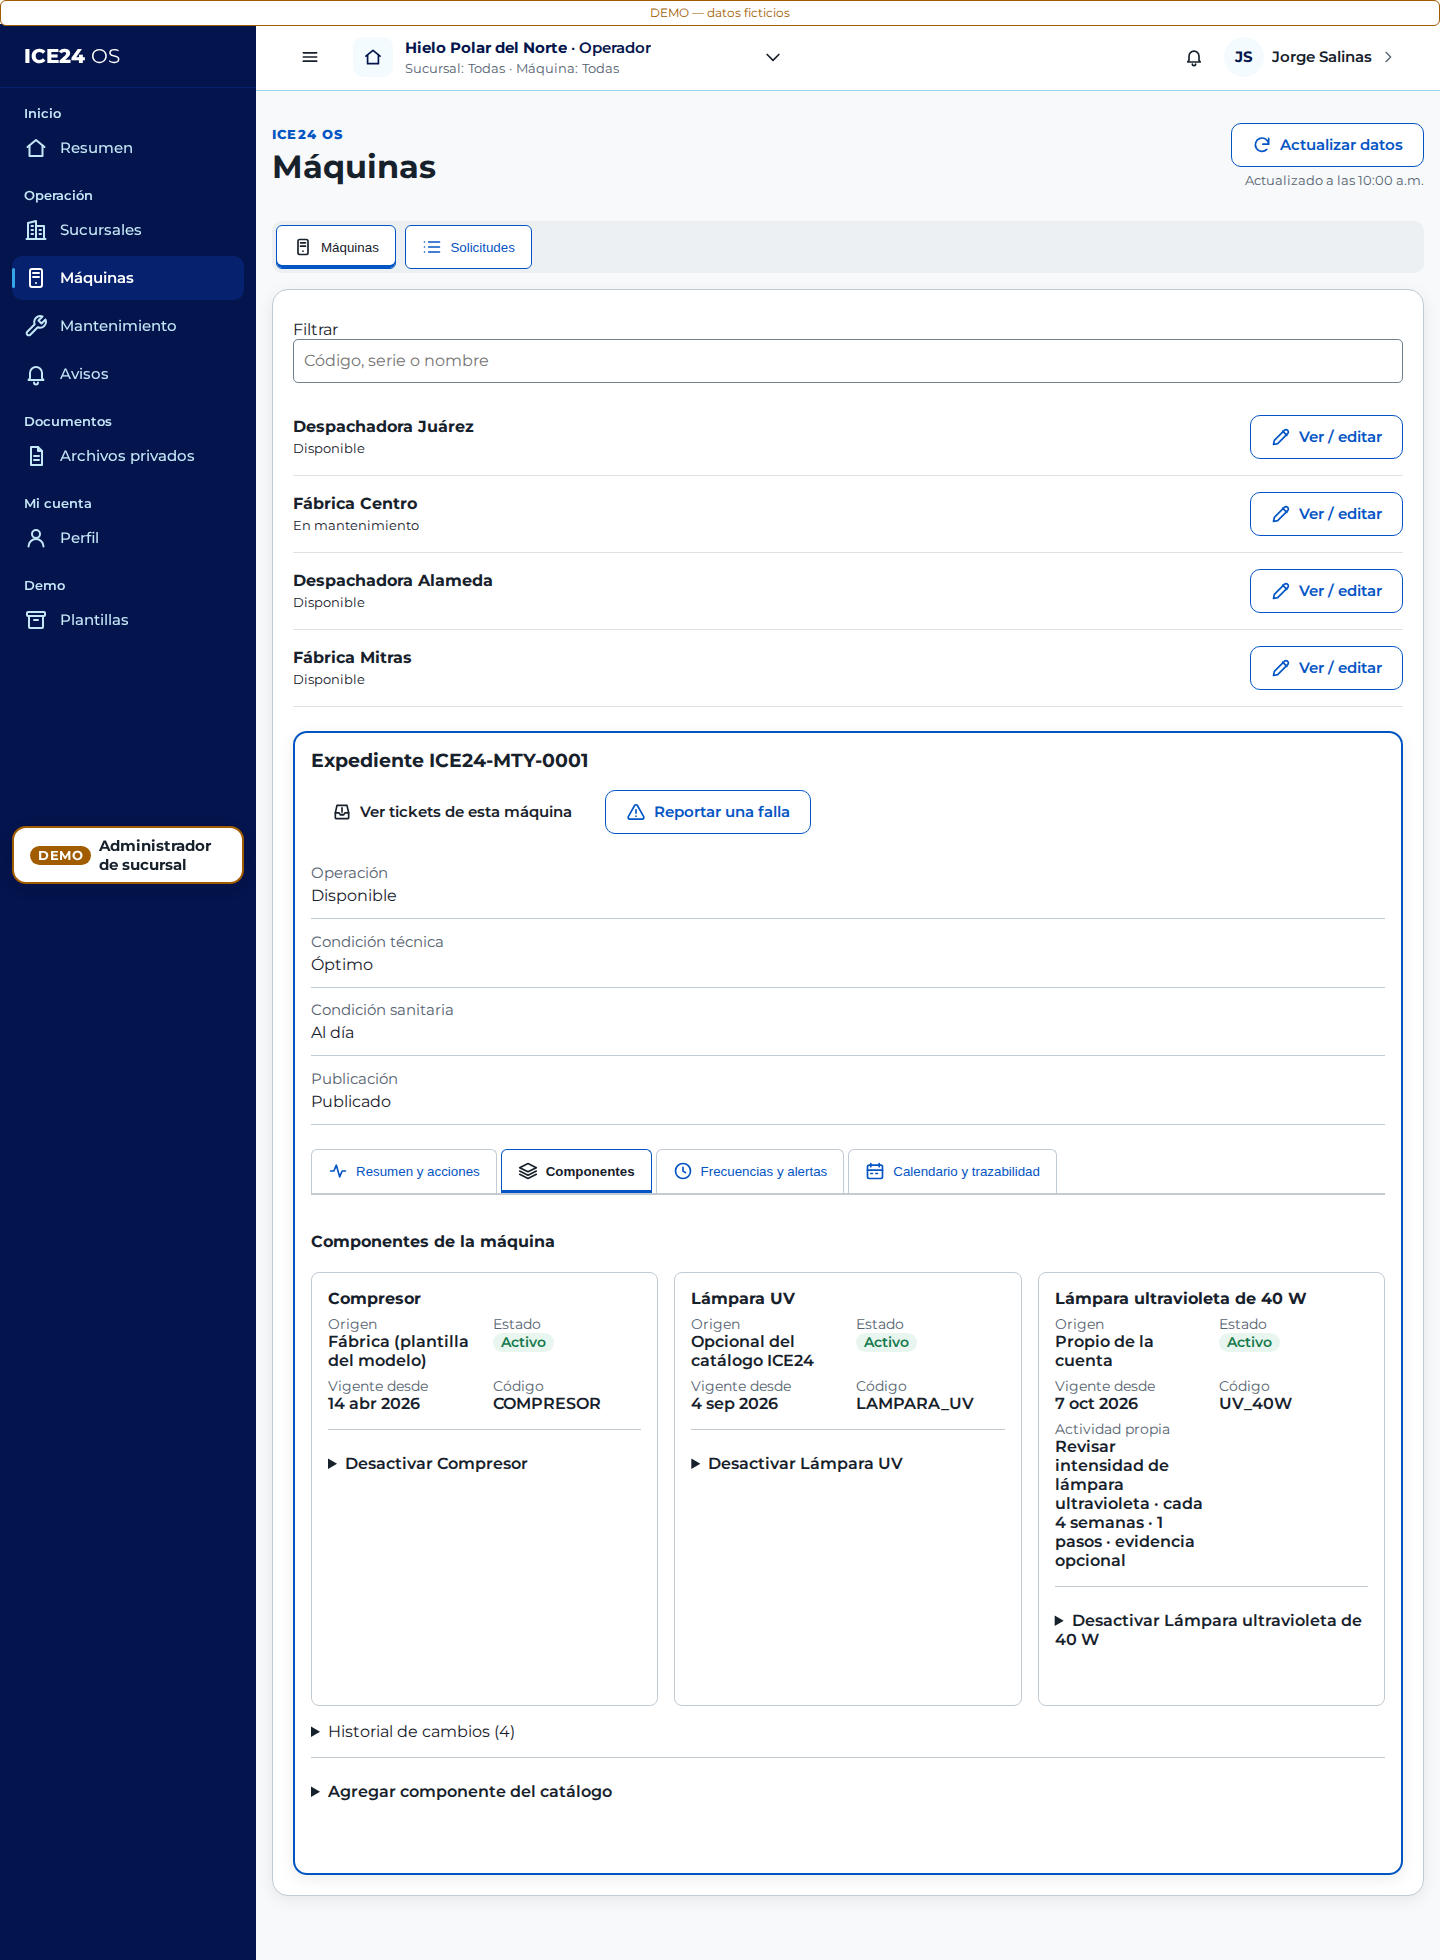 DEMO — datos ficticios
ICE24 OS
Inicio
Resumen
Operación
Sucursales
Máquinas
Mantenimiento
Avisos
Documentos
Archivos privados
Mi cuenta
Perfil
Demo
Plantillas
DEMO
Administrador
de sucursal
Hielo Polar del Norte · Operador
Sucursal: Todas · Máquina: Todas
JS
Jorge Salinas
ICE24 OS
Máquinas
Actualizar datos
Actualizado a las 10:00 a.m.
Máquinas
Solicitudes
Filtrar
Código, serie o nombre
Despachadora Juárez
Disponible
Ver / editar
Fábrica Centro
En mantenimiento
Ver / editar
Despachadora Alameda
Disponible
Ver / editar
Fábrica Mitras
Disponible
Ver / editar
Expediente ICE24-MTY-0001
Ver tickets de esta máquina
Reportar una falla
Operación
Disponible
Condición técnica
Óptimo
Condición sanitaria
Al día
Publicación
Publicado
Resumen y acciones
Componentes
Frecuencias y alertas
Calendario y trazabilidad
Componentes de la máquina
Compresor
Origen
Fábrica (plantilla
del modelo)
Estado
Activo
Vigente desde
14 abr 2026
Código
COMPRESOR
Desactivar Compresor
Lámpara UV
Origen
Opcional del
catálogo ICE24
Estado
Activo
Vigente desde
4 sep 2026
Código
LAMPARA_UV
Desactivar Lámpara UV
Lámpara ultravioleta de 40 W
Origen
Propio de la
cuenta
Estado
Activo
Vigente desde
7 oct 2026
Código
UV_40W
Actividad propia
Revisar
intensidad de
lámpara
ultravioleta · cada
4 semanas · 1
pasos · evidencia
opcional
Desactivar Lámpara ultravioleta de
40 W
Historial de cambios (4)
Agregar componente del catálogo